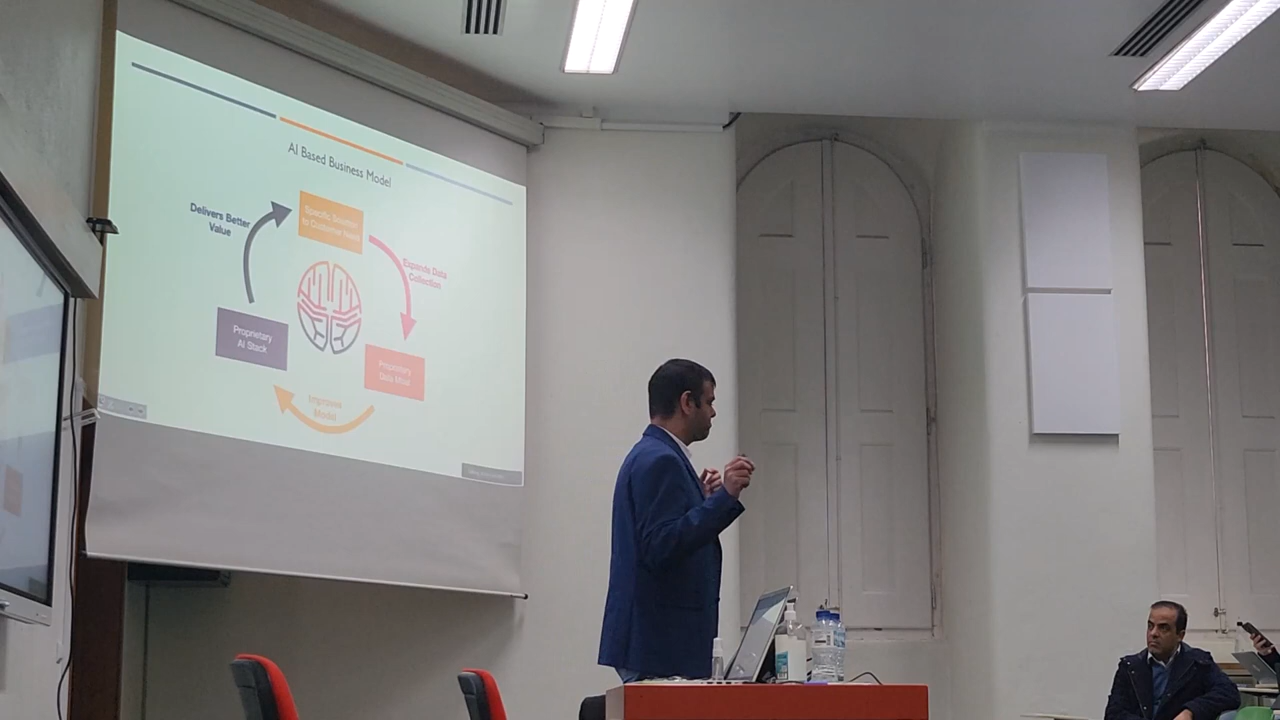 AI Based Business Model
Delivers Better
Value
Specific Solution
to Customer Needs
Expands Data
Collection
Proprietary
AI Stack
Proprietary
Data
Improves
Model